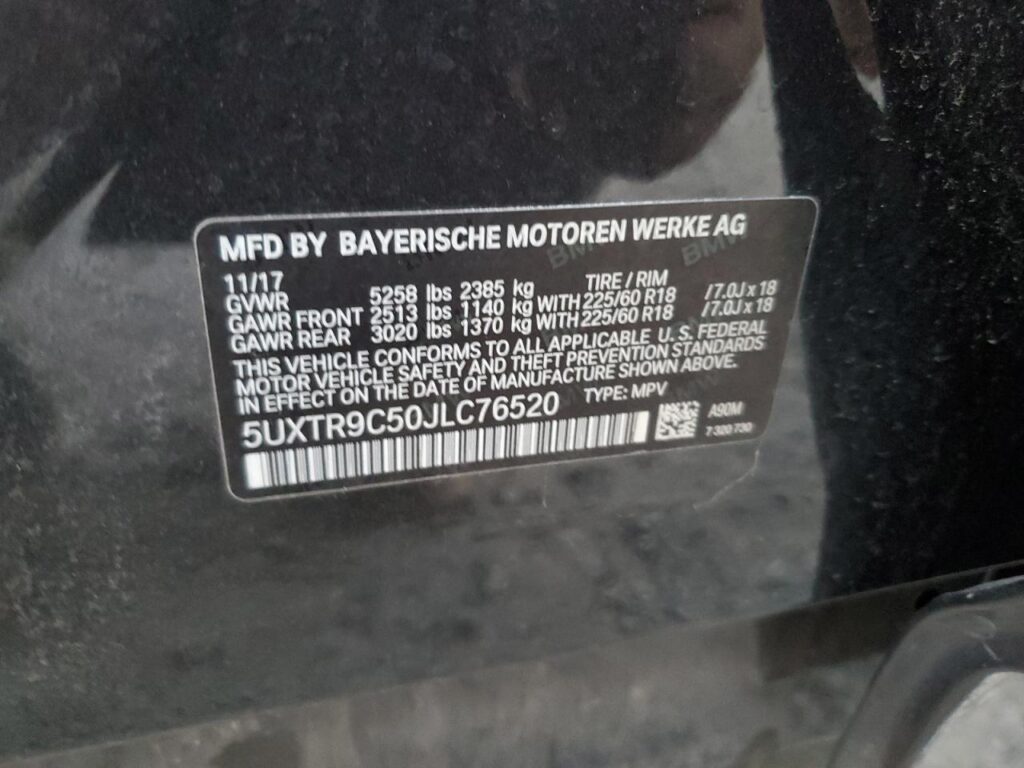 MFD BY BAYERISCHE MOTOREN WERKE AG
11/17 TIRE / RIM
GVWR 5258 lbs 2385 kg
GAWR FRONT 2513 lbs 1140 kg WITH 225/60 R18 /7.0J x 18
GAWR REAR 3020 lbs 1370 kg WITH 225/60 R18 /7.0J x 18
THIS VEHICLE CONFORMS TO ALL APPLICABLE U. S. FEDERAL
MOTOR VEHICLE SAFETY AND THEFT PREVENTION STANDARDS
IN EFFECT ON THE DATE OF MANUFACTURE SHOWN ABOVE.
5UXTR9C50JLC76520 TYPE: MPV
A90M
7 320 730